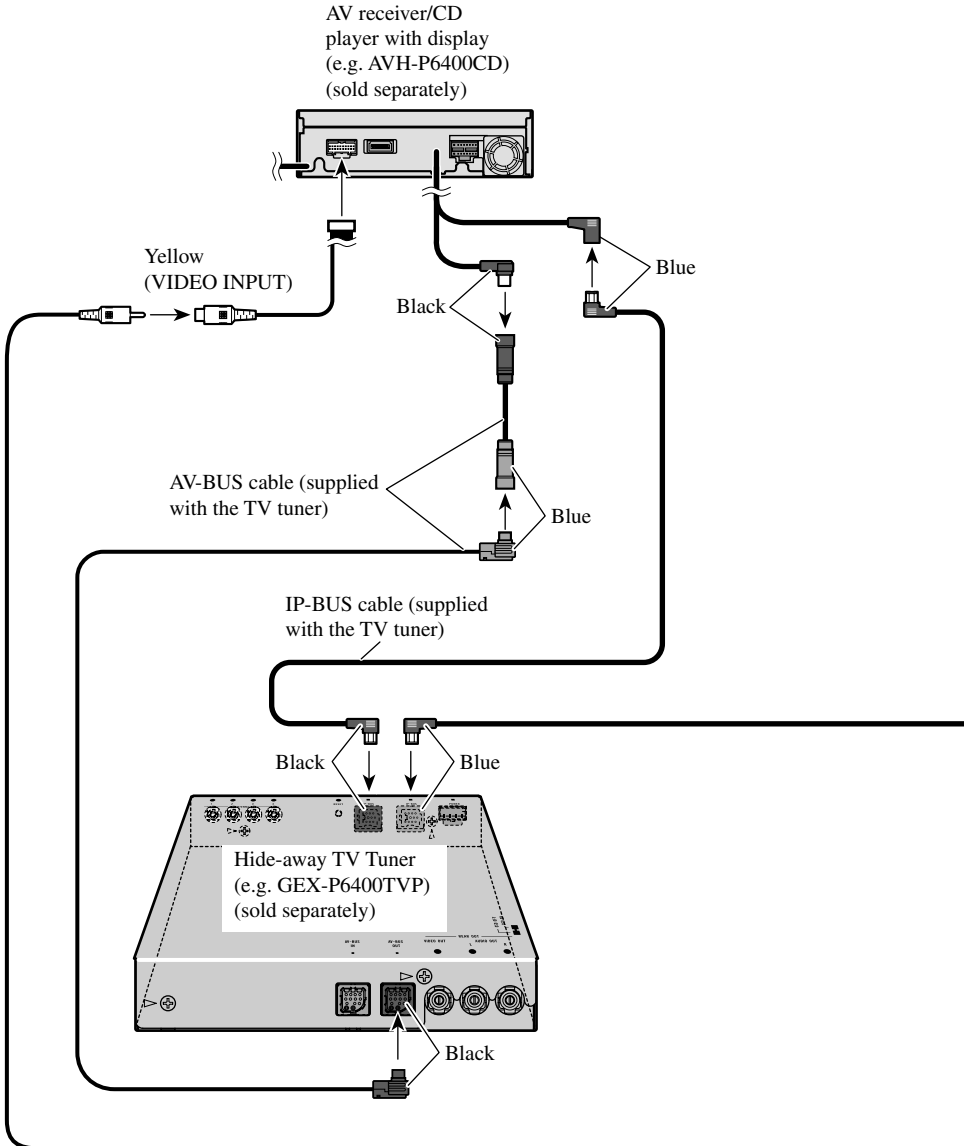 AV receiver/CD
player with display
(e.g. AVH-P6400CD)
(sold separately)
Yellow
(VIDEO INPUT)
Blue
Black
AV-BUS cable (supplied
with the TV tuner)
Blue
IP-BUS cable (supplied
with the TV tuner)
Black
Blue
Hide-away TV Tuner
(e.g. GEX-P6400TVP)
(sold separately)
Black